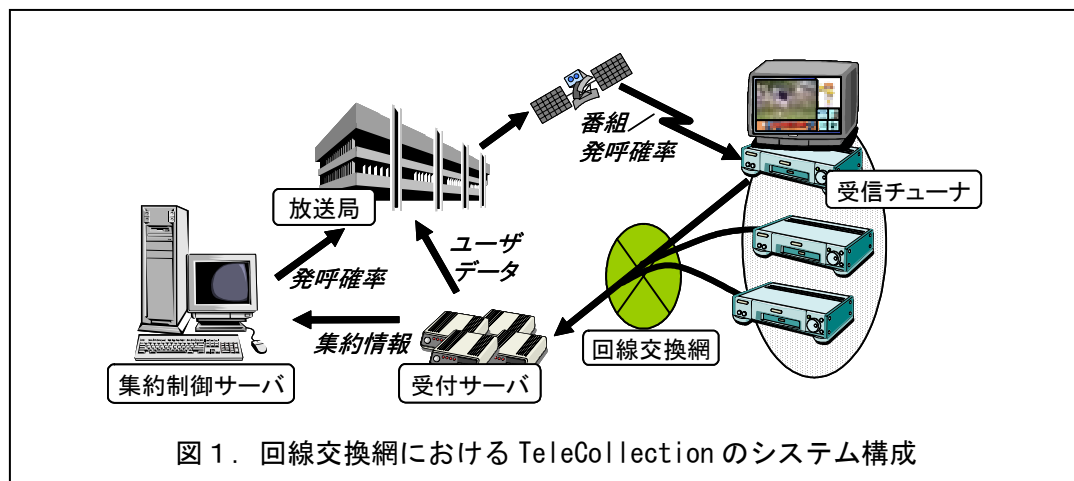 番組／
発呼確率
受信チューナ
放送局
ユーザ
データ
発呼確率
集約情報
回線交換網
集約制御サーバ
受付サーバ
図１．回線交換網における TeleCollection のシステム構成